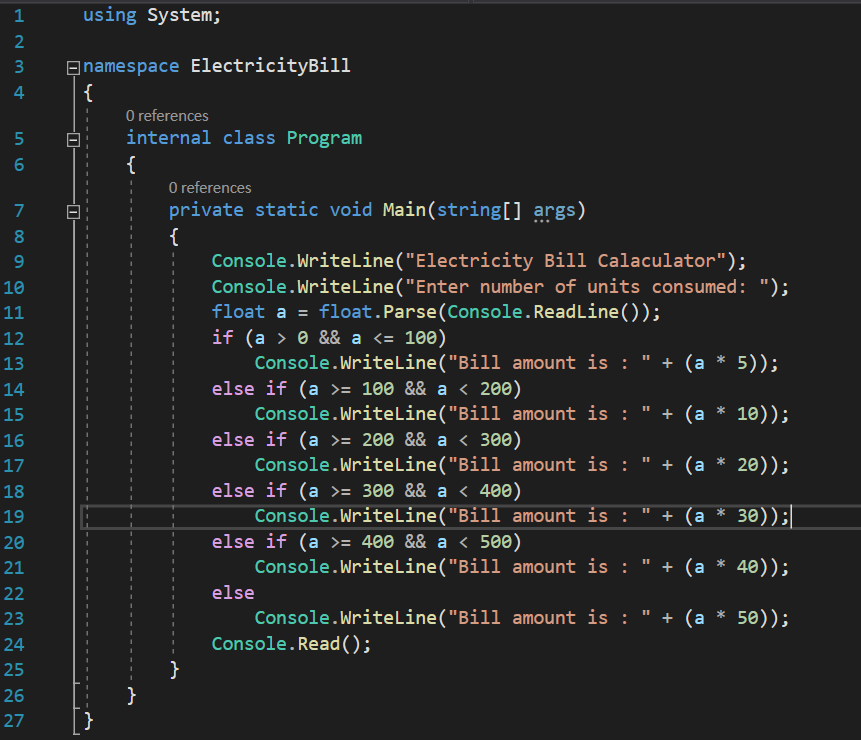 1 using System;
2
3 namespace ElectricityBill
4 {
0 references
5 internal class Program
6 {
0 references
7 private static void Main(string[] args)
8 {
9 Console.WriteLine("Electricity Bill Calaculator");
10 Console.WriteLine("Enter number of units consumed: ");
11 float a = float.Parse(Console.ReadLine());
12 if (a > 0 && a <= 100)
13 Console.WriteLine("Bill amount is : " + (a * 5));
14 else if (a >= 100 && a < 200)
15 Console.WriteLine("Bill amount is : " + (a * 10));
16 else if (a >= 200 && a < 300)
17 Console.WriteLine("Bill amount is : " + (a * 20));
18 else if (a >= 300 && a < 400)
19 Console.WriteLine("Bill amount is : " + (a * 30));
20 else if (a >= 400 && a < 500)
21 Console.WriteLine("Bill amount is : " + (a * 40));
22 else
23 Console.WriteLine("Bill amount is : " + (a * 50));
24 Console.Read();
25 }
26 }
27 }